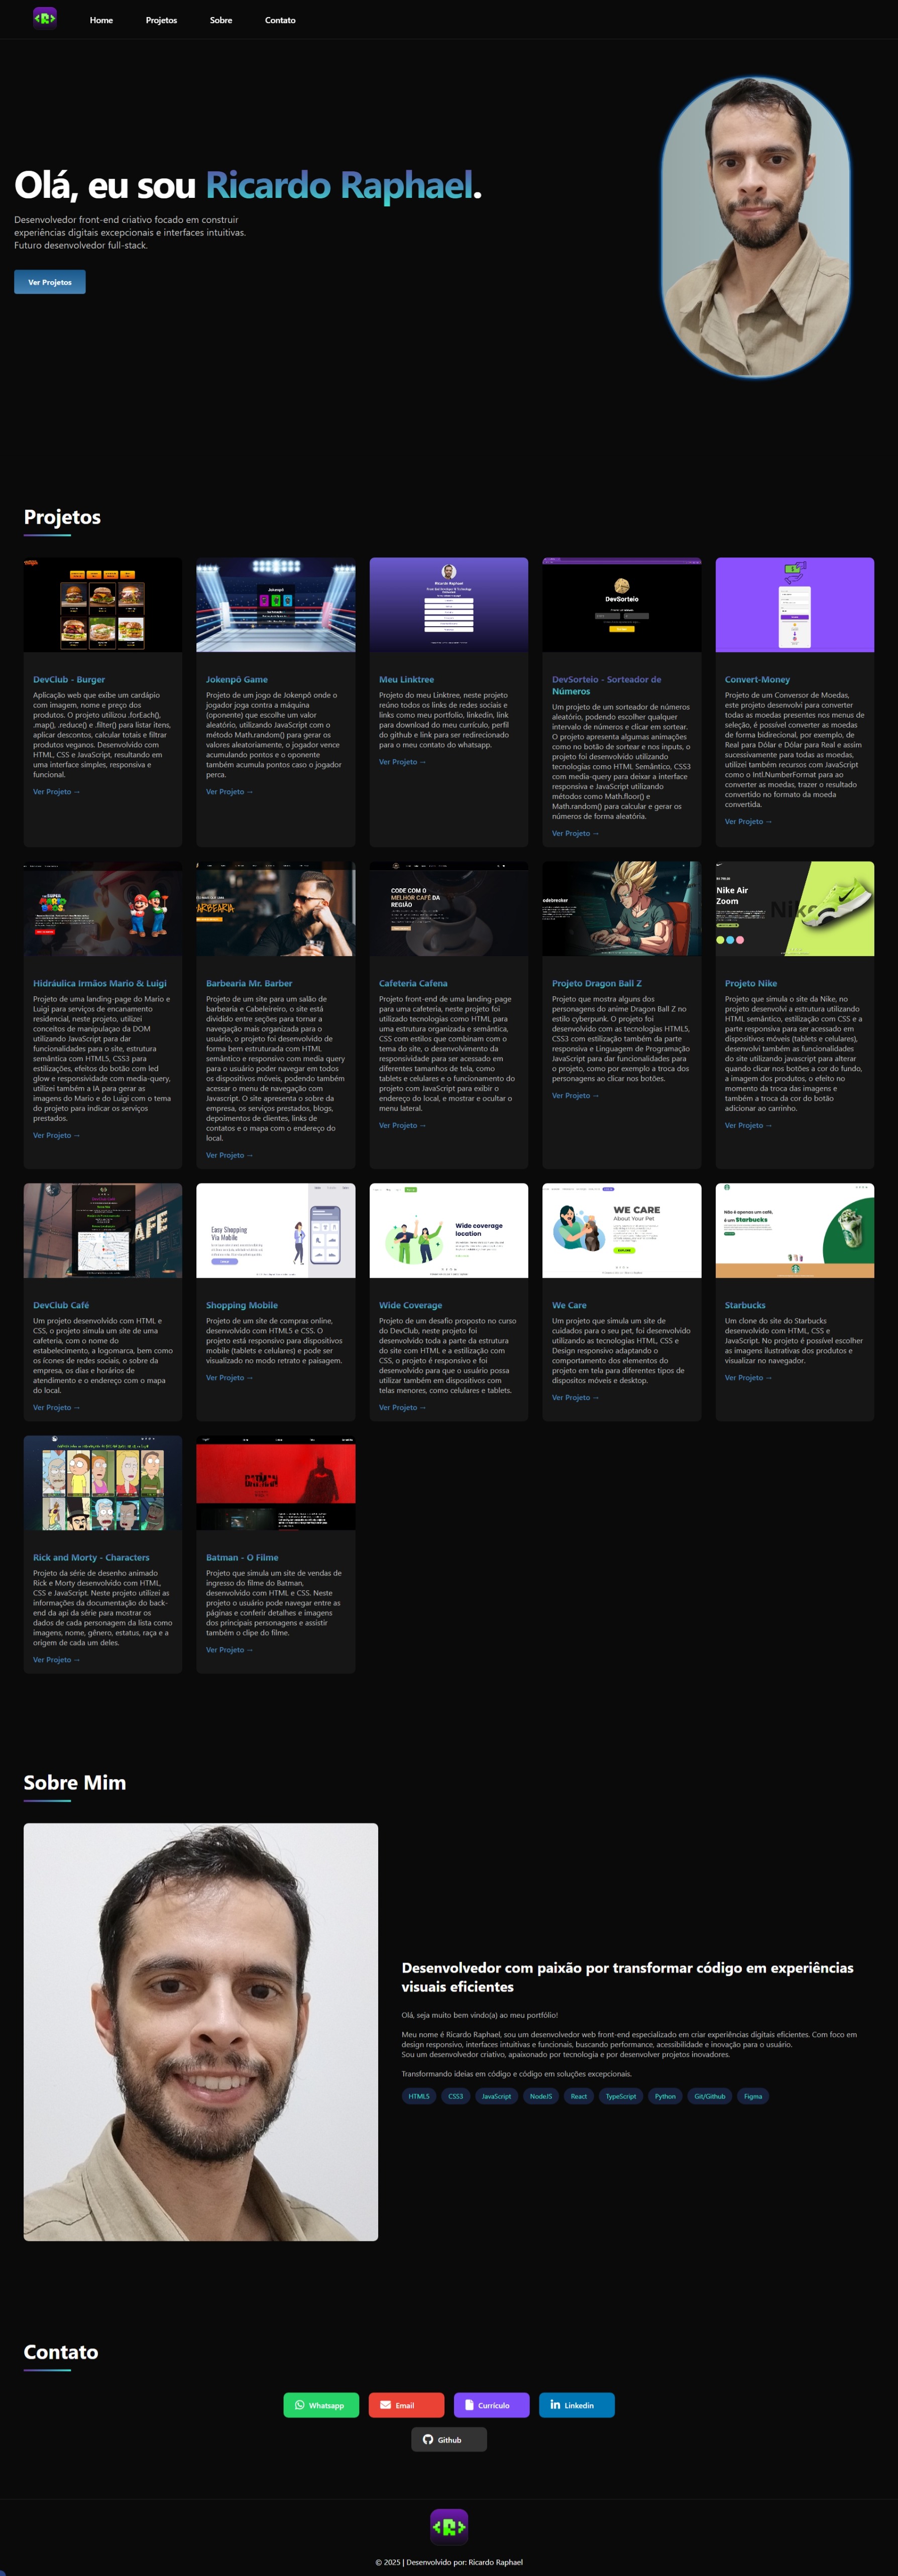 <R>
Home
Projetos
Sobre
Contato
Olá, eu sou Ricardo Raphael.
Desenvolvedor front-end criativo focado em construir
experiências digitais excepcionais e interfaces intuitivas.
Futuro desenvolvedor full-stack.
Ver Projetos
Projetos
DevClub - Burger
Aplicação web que exibe um cardápio
com imagem, nome e preço dos
produtos. O projeto utilizou .forEach(),
.map(), .reduce() e .filter() para listar itens,
aplicar descontos, calcular totais e filtrar
produtos veganos. Desenvolvido com
HTML, CSS e JavaScript, resultando em
uma interface simples, responsiva e
funcional.
Ver Projeto →
Jokenpô
Jokenpô Game
Projeto de um jogo de Jokenpô onde o
jogador joga contra a máquina
(oponente) que escolhe um valor
aleatório, utilizando JavaScript com o
método Math.random() para gerar os
valores aleatoriamente, o jogador vence
acumulando pontos e o oponente
também acumula pontos caso o jogador
perca.
Ver Projeto →
Ricardo Raphael
Meu Linktree
Projeto do meu Linktree, neste projeto
reúno todos os links de redes sociais e
links como meu portfolio, linkedin, link
para download do meu currículo, perfil
do github e link para ser redirecionado
para o meu contato do whatsapp.
Ver Projeto →
DevSorteio
DevSorteio - Sorteador de
Números
Um projeto de um sorteador de números
aleatório, podendo escolher qualquer
intervalo de números e clicar em sortear.
O projeto apresenta algumas animações
como no botão de sortear e nos inputs, o
projeto foi desenvolvido utilizando
tecnologias como HTML Semântico, CSS3
com media-query para deixar a interface
responsiva e JavaScript utilizando
métodos como Math.floor() e
Math.random() para calcular e gerar os
números de forma aleatória.
Ver Projeto →
Convert-Money
Projeto de um Conversor de Moedas,
este projeto desenvolvi para converter
todas as moedas presentes nos menus de
seleção, é possível converter as moedas
de forma bidirecional, por exemplo, de
Real para Dólar e Dólar para Real e assim
sucessivamente para todas as moedas,
utilizei também recursos com JavaScript
como o Intl.NumberFormat para ao
converter as moedas, trazer o resultado
convertido no formato da moeda
convertida.
Ver Projeto →
SUPER
MARIO
BROS.
Hidráulica Irmãos Mario & Luigi
Projeto de uma landing-page do Mario e
Luigi para serviços de encanamento
residencial, neste projeto, utilizei
conceitos de manipulaçao da DOM
utilizando JavaScript para dar
funcionalidades para o site, estrutura
semântica com HTML5, CSS3 para
estilizações, efeitos do botão com led
glow e responsividade com media-query,
utilizei também a IA para gerar as
imagens do Mario e do Luigi com o tema
do projeto para indicar os serviços
prestados.
Ver Projeto →
ARBEARIA
Barbearia Mr. Barber
Projeto de um site para um salão de
barbearia e Cabeleireiro, o site está
dividido entre seções para tornar a
navegação mais organizada para o
usuário, o projeto foi desenvolvido de
forma bem estruturada com HTML
semântico e responsivo com media query
para o usuário poder navegar em todos
os dispositivos móveis, podendo também
acessar o menu de navegação com
Javascript. O site apresenta o sobre da
empresa, os serviços prestados, blogs,
depoimentos de clientes, links de
contatos e o mapa com o endereço do
local.
Ver Projeto →
CODE COM O
MELHOR CAFÉ DA
REGIÃO
Cafeteria Cafena
Projeto front-end de uma landing-page
para uma cafeteria, neste projeto foi
utilizado tecnologias como HTML para
uma estrutura organizada e semântica,
CSS com estilos que combinam com o
tema do site, o desenvolvimento da
responsividade para ser acessado em
diferentes tamanhos de tela, como
tablets e celulares e o funcionamento do
projeto com JavaScript para exibir o
endereço do local, e mostrar e ocultar o
menu lateral.
Ver Projeto →
odebrecker
Projeto Dragon Ball Z
Projeto que mostra alguns dos
personagens do anime Dragon Ball Z no
estilo cyberpunk. O projeto foi
desenvolvido com as tecnologias HTML5,
CSS3 com estilização também da parte
responsiva e Linguagem de Programação
JavaScript para dar funcionalidades para
o projeto, como por exemplo a troca dos
personagens ao clicar nos botões.
Ver Projeto →
Nike Air
Zoom
Nike
Projeto Nike
Projeto que simula o site da Nike, no
projeto desenvolvi a estrutura utilizando
HTML semântico, estilização com CSS e a
parte responsiva para ser acessado em
dispositivos móveis (tablets e celulares),
desenvolvi também as funcionalidades
do site utilizando javascript para alterar
quando clicar nos botões a cor do fundo,
a imagem dos produtos, o efeito no
momento da troca das imagens e
também a troca da cor do botão
adicionar ao carrinho.
Ver Projeto →
AFE
DevClub Café
Um projeto desenvolvido com HTML e
CSS, o projeto simula um site de uma
cafeteria, com o nome do
estabelecimento, a logomarca, bem como
os ícones de redes sociais, o sobre da
empresa, os dias e horários de
atendimento e o endereço com o mapa
do local.
Ver Projeto →
Easy Shopping
Via Mobile
Shopping Mobile
Projeto de um site de compras online,
desenvolvido com HTML5 e CSS. O
projeto está responsivo para dispositivos
mobile (tablets e celulares) e pode ser
visualizado no modo retrato e paisagem.
Ver Projeto →
Wide coverage
location
Wide Coverage
Projeto de um desafio proposto no curso
do DevClub, neste projeto foi
desenvolvido toda a parte da estrutura
do site com HTML e a estilização com
CSS, o projeto é responsivo e foi
desenvolvido para que o usuário possa
utilizar também em dispositivos com
telas menores, como celulares e tablets.
Ver Projeto →
WE CARE
About Your Pet
EXPLORE
We Care
Um projeto que simula um site de
cuidados para o seu pet, foi desenvolvido
utilizando HTML, CSS e
Design responsivo adaptando o
comportamento dos elementos do
projeto em tela para diferentes tipos de
dispositos móveis e desktop.
Ver Projeto →
Não é apenas um café,
é um Starbucks
Starbucks
Um clone do site do Starbucks
desenvolvido com HTML, CSS e
JavaScript. No projeto é possível escolher
as imagens ilustrativas dos produtos e
visualizar no navegador.
Ver Projeto →
Rick and Morty - Characters
Projeto da série de desenho animado
Rick e Morty desenvolvido com HTML,
CSS e JavaScript. Neste projeto utilizei as
informações da documentação do back-
end da api da série para mostrar os
dados de cada personagem da lista como
imagens, nome, gênero, estatus, raça e a
origem de cada um deles.
Ver Projeto →
BATMAN
Batman - O Filme
Projeto que simula um site de vendas de
ingresso do filme do Batman,
desenvolvido com HTML e CSS. Neste
projeto o usuário pode navegar entre as
páginas e conferir detalhes e imagens
dos principais personagens e assistir
também o clipe do filme.
Ver Projeto →
Sobre Mim
Desenvolvedor com paixão por transformar código em experiências
visuais eficientes
Olá, seja muito bem vindo(a) ao meu portfólio!
Meu nome é Ricardo Raphael, sou um desenvolvedor web front-end especializado em criar experiências digitais eficientes. Com foco em
design responsivo, interfaces intuitivas e funcionais, buscando performance, acessibilidade e inovação para o usuário.
Sou um desenvolvedor criativo, apaixonado por tecnologia e por desenvolver projetos inovadores.
Transformando ideias em código e código em soluções excepcionais.
HTML5
CSS3
JavaScript
NodeJS
React
TypeScript
Python
Git/Github
Figma
Contato
Whatsapp
Email
Currículo
Linkedin
Github
<R>
© 2025 | Desenvolvido por: Ricardo Raphael